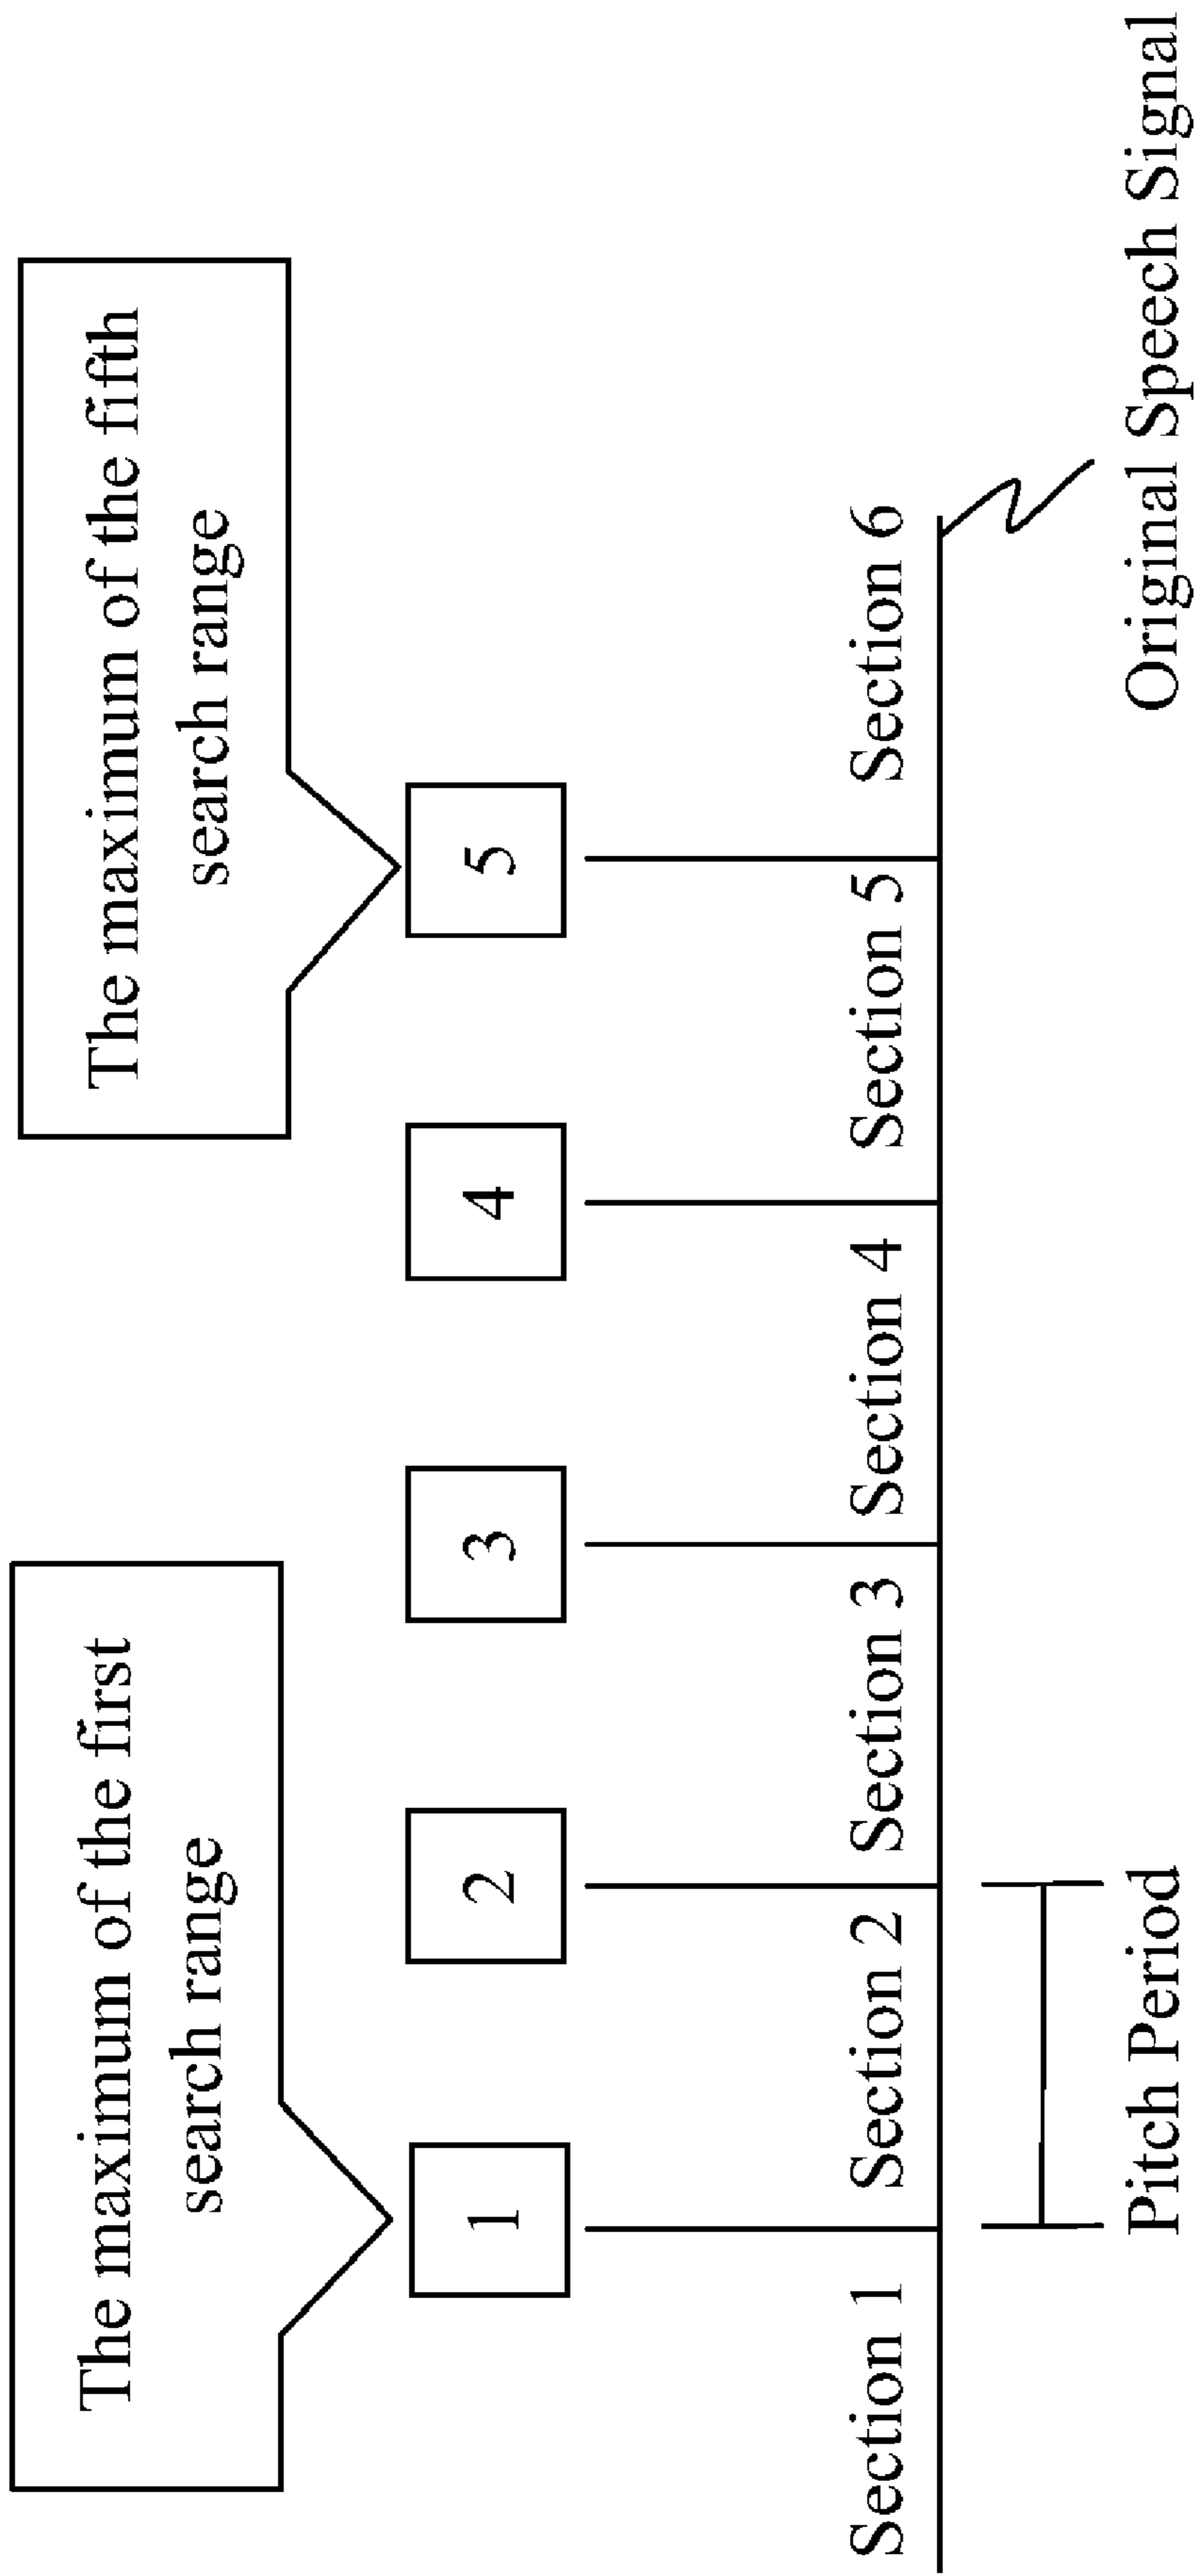 The maximum of the first
search range
The maximum of the fifth
search range
1
2
3
4
5
Section 1
Section 2
Section 3
Section 4
Section 5
Section 6
Pitch Period
Original Speech Signal